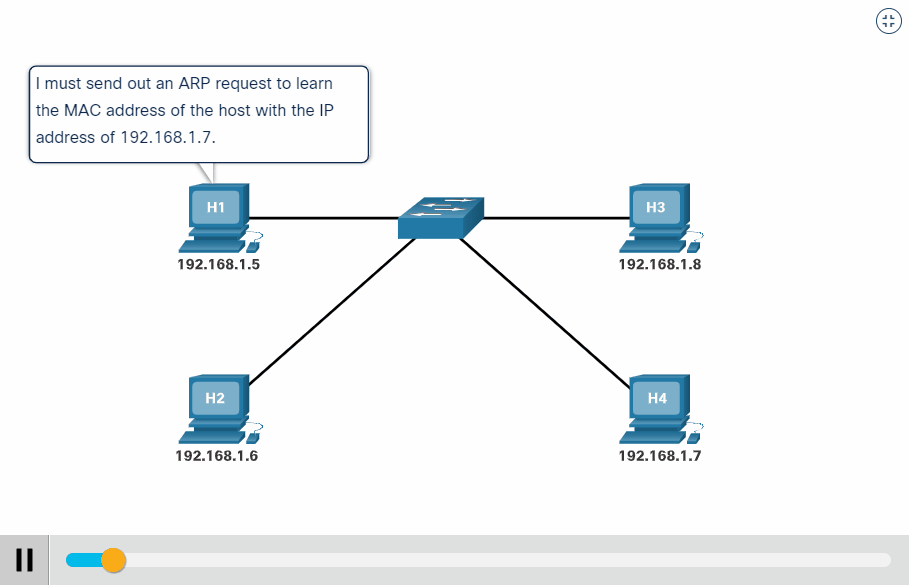 I must send out an ARP request to learn
the MAC address of the host with the IP
address of 192.168.1.7.
H1
H3
192.168.1.5
192.168.1.8
H2
H4
192.168.1.6
192.168.1.7